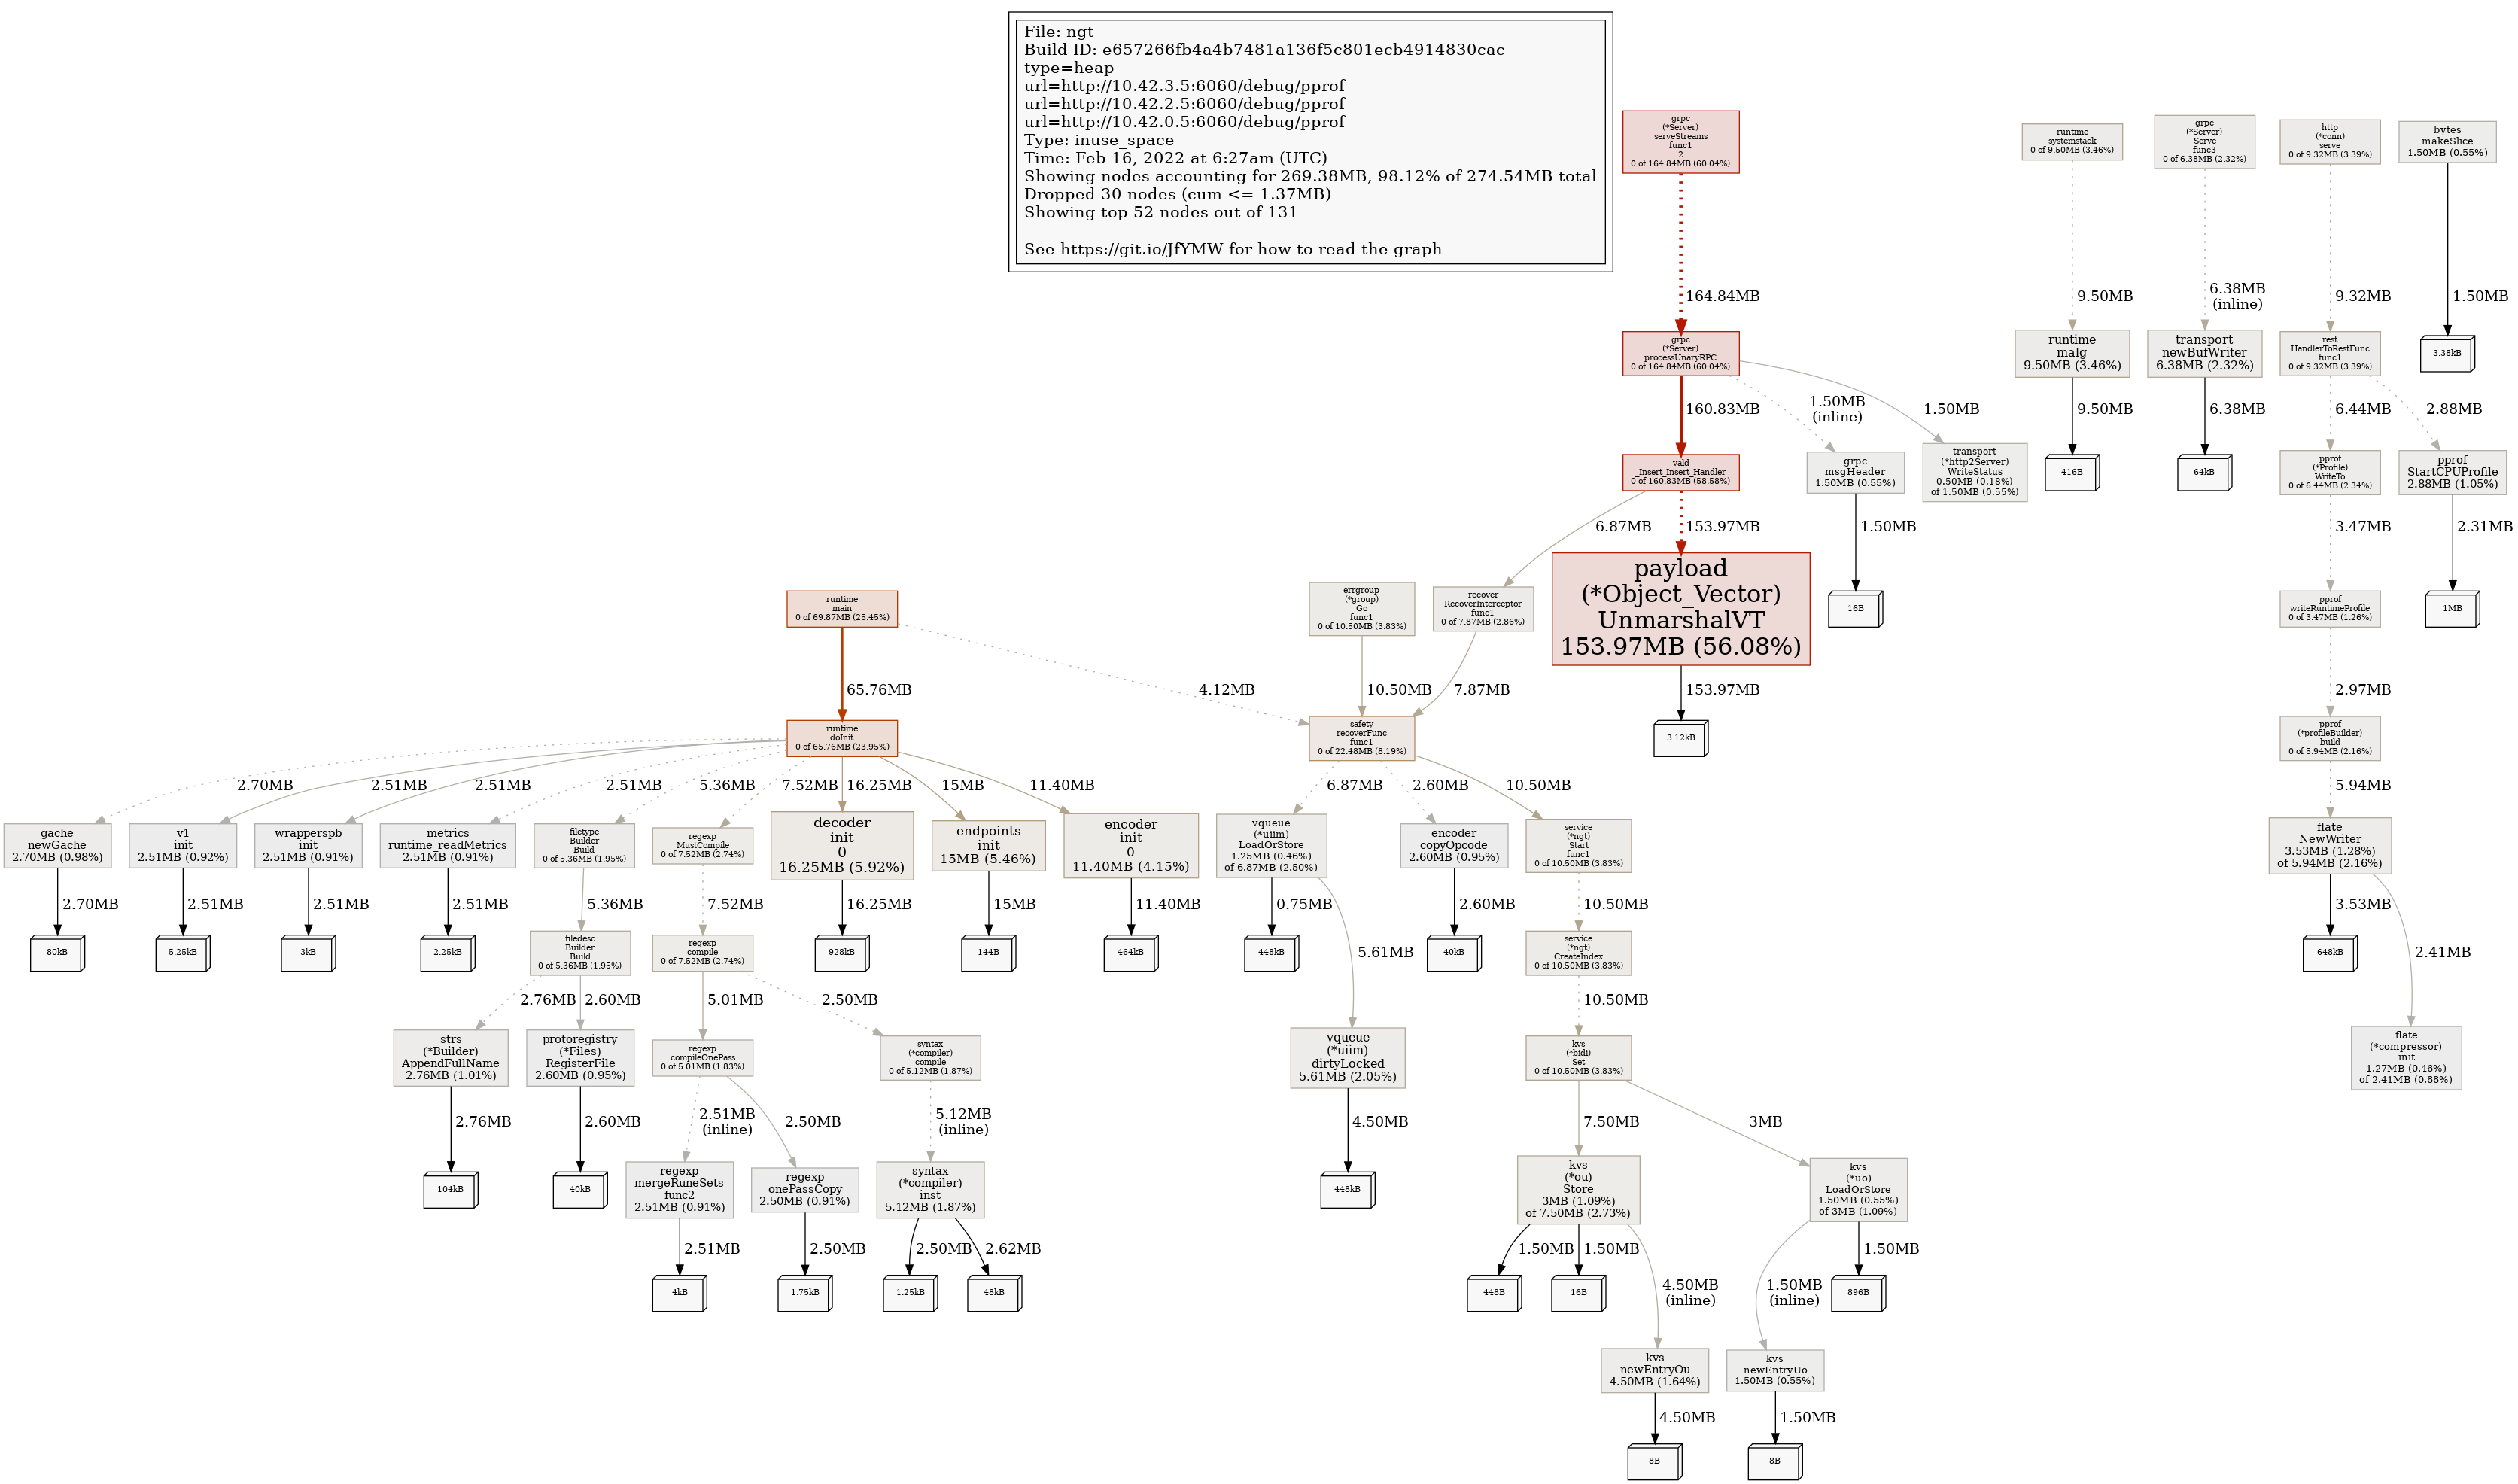 File: ngt
Build ID: e657266fb4a4b7481a136f5c801ecb4914830cac
type=heap
url=http://10.42.3.5:6060/debug/pprof
url=http://10.42.2.5:6060/debug/pprof
url=http://10.42.0.5:6060/debug/pprof
Type: inuse_space
Time: Feb 16, 2022 at 6:27am (UTC)
Showing nodes accounting for 269.38MB, 98.12% of 274.54MB total
Dropped 30 nodes (cum <= 1.37MB)
Showing top 52 nodes out of 131
See https://git.io/JfYMW for how to read the graph
grpc
(*Server)
serveStreams
func1
2
0 of 164.84MB (60.04%)
runtime
systemstack
0 of 9.50MB (3.46%)
grpc
(*Server)
Serve
func3
0 of 6.38MB (2.32%)
http
(*conn)
serve
0 of 9.32MB (3.39%)
bytes
makeSlice
1.50MB (0.55%)
164.84MB
9.50MB
6.38MB
(inline)
9.32MB
1.50MB
grpc
(*Server)
processUnaryRPC
0 of 164.84MB (60.04%)
runtime
malg
9.50MB (3.46%)
transport
newBufWriter
6.38MB (2.32%)
rest
HandlerToRestFunc
func1
0 of 9.32MB (3.39%)
3.38kB
160.83MB
1.50MB
(inline)
1.50MB
9.50MB
6.38MB
6.44MB
2.88MB
vald
_Insert_Insert_Handler
0 of 160.83MB (58.58%)
grpc
msgHeader
1.50MB (0.55%)
transport
(*http2Server)
WriteStatus
0.50MB (0.18%)
of 1.50MB (0.55%)
416B
64kB
pprof
(*Profile)
WriteTo
0 of 6.44MB (2.34%)
pprof
StartCPUProfile
2.88MB (1.05%)
6.87MB
153.97MB
1.50MB
3.47MB
2.31MB
runtime
main
0 of 69.87MB (25.45%)
errgroup
(*group)
Go
func1
0 of 10.50MB (3.83%)
recover
RecoverInterceptor
func1
0 of 7.87MB (2.86%)
payload
(*Object_Vector)
UnmarshalVT
153.97MB (56.08%)
16B
pprof
writeRuntimeProfile
0 of 3.47MB (1.26%)
1MB
65.76MB
4.12MB
10.50MB
7.87MB
153.97MB
2.97MB
runtime
doInit
0 of 65.76MB (23.95%)
safety
recoverFunc
func1
0 of 22.48MB (8.19%)
3.12kB
pprof
(*profileBuilder)
build
0 of 5.94MB (2.16%)
2.70MB
2.51MB
2.51MB
2.51MB
5.36MB
7.52MB
16.25MB
15MB
11.40MB
6.87MB
2.60MB
10.50MB
5.94MB
gache
newGache
2.70MB (0.98%)
v1
init
2.51MB (0.92%)
wrapperspb
init
2.51MB (0.91%)
metrics
runtime_readMetrics
2.51MB (0.91%)
filetype
Builder
Build
0 of 5.36MB (1.95%)
regexp
MustCompile
0 of 7.52MB (2.74%)
decoder
init
0
16.25MB (5.92%)
endpoints
init
15MB (5.46%)
encoder
init
0
11.40MB (4.15%)
vqueue
(*uiim)
LoadOrStore
1.25MB (0.46%)
of 6.87MB (2.50%)
encoder
copyOpcode
2.60MB (0.95%)
service
(*ngt)
Start
func1
0 of 10.50MB (3.83%)
flate
NewWriter
3.53MB (1.28%)
of 5.94MB (2.16%)
2.70MB
2.51MB
2.51MB
2.51MB
5.36MB
7.52MB
16.25MB
15MB
11.40MB
0.75MB
5.61MB
2.60MB
10.50MB
3.53MB
2.41MB
80kB
5.25kB
3kB
2.25kB
filedesc
Builder
Build
0 of 5.36MB (1.95%)
regexp
compile
0 of 7.52MB (2.74%)
928kB
144B
464kB
448kB
40kB
service
(*ngt)
CreateIndex
0 of 10.50MB (3.83%)
648kB
2.76MB
2.60MB
5.01MB
2.50MB
10.50MB
strs
(*Builder)
AppendFullName
2.76MB (1.01%)
protoregistry
(*Files)
RegisterFile
2.60MB (0.95%)
regexp
compileOnePass
0 of 5.01MB (1.83%)
syntax
(*compiler)
compile
0 of 5.12MB (1.87%)
vqueue
(*uiim)
dirtyLocked
5.61MB (2.05%)
kvs
(*bidi)
Set
0 of 10.50MB (3.83%)
flate
(*compressor)
init
1.27MB (0.46%)
of 2.41MB (0.88%)
2.76MB
2.60MB
2.51MB
(inline)
2.50MB
5.12MB
(inline)
4.50MB
7.50MB
3MB
104kB
40kB
regexp
mergeRuneSets
func2
2.51MB (0.91%)
regexp
onePassCopy
2.50MB (0.91%)
syntax
(*compiler)
inst
5.12MB (1.87%)
448kB
kvs
(*ou)
Store
3MB (1.09%)
of 7.50MB (2.73%)
kvs
(*uo)
LoadOrStore
1.50MB (0.55%)
of 3MB (1.09%)
2.51MB
2.50MB
2.50MB
2.62MB
1.50MB
1.50MB
4.50MB
(inline)
1.50MB
(inline)
1.50MB
4kB
1.75kB
1.25kB
48kB
448B
16B
896B
kvs
newEntryOu
4.50MB (1.64%)
kvs
newEntryUo
1.50MB (0.55%)
4.50MB
1.50MB
8B
8B